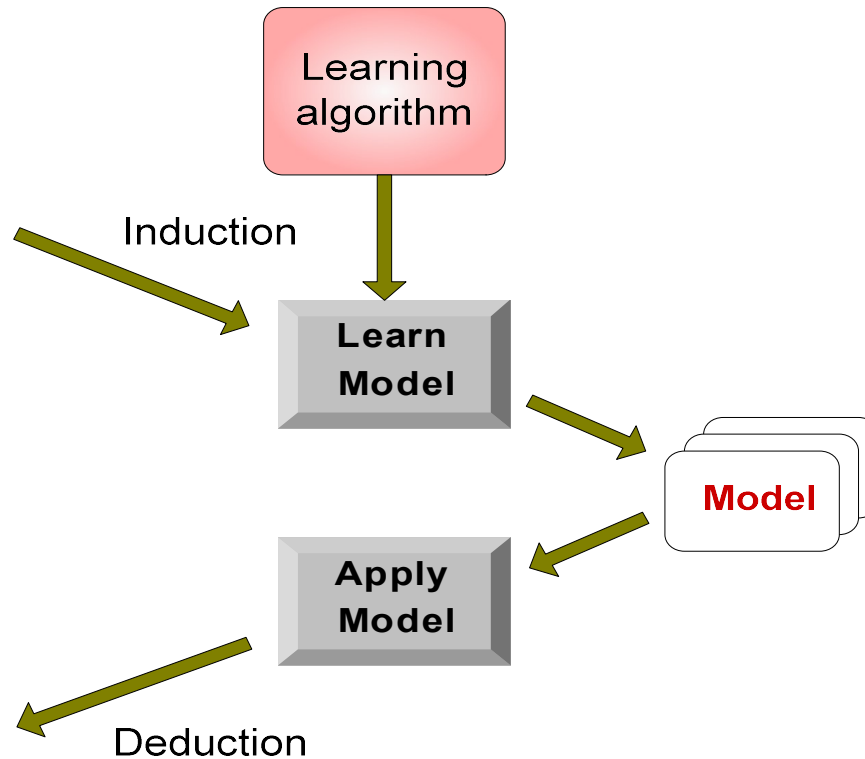 Learning
algorithm
Induction
Learn
Model
Model
Apply
Model
Deduction